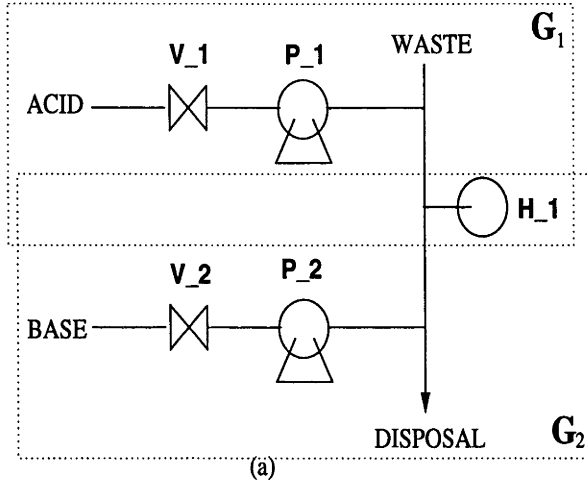 G1
V_1
P_1
WASTE
ACID
H_1
V_2
P_2
BASE
DISPOSAL
G2
(a)